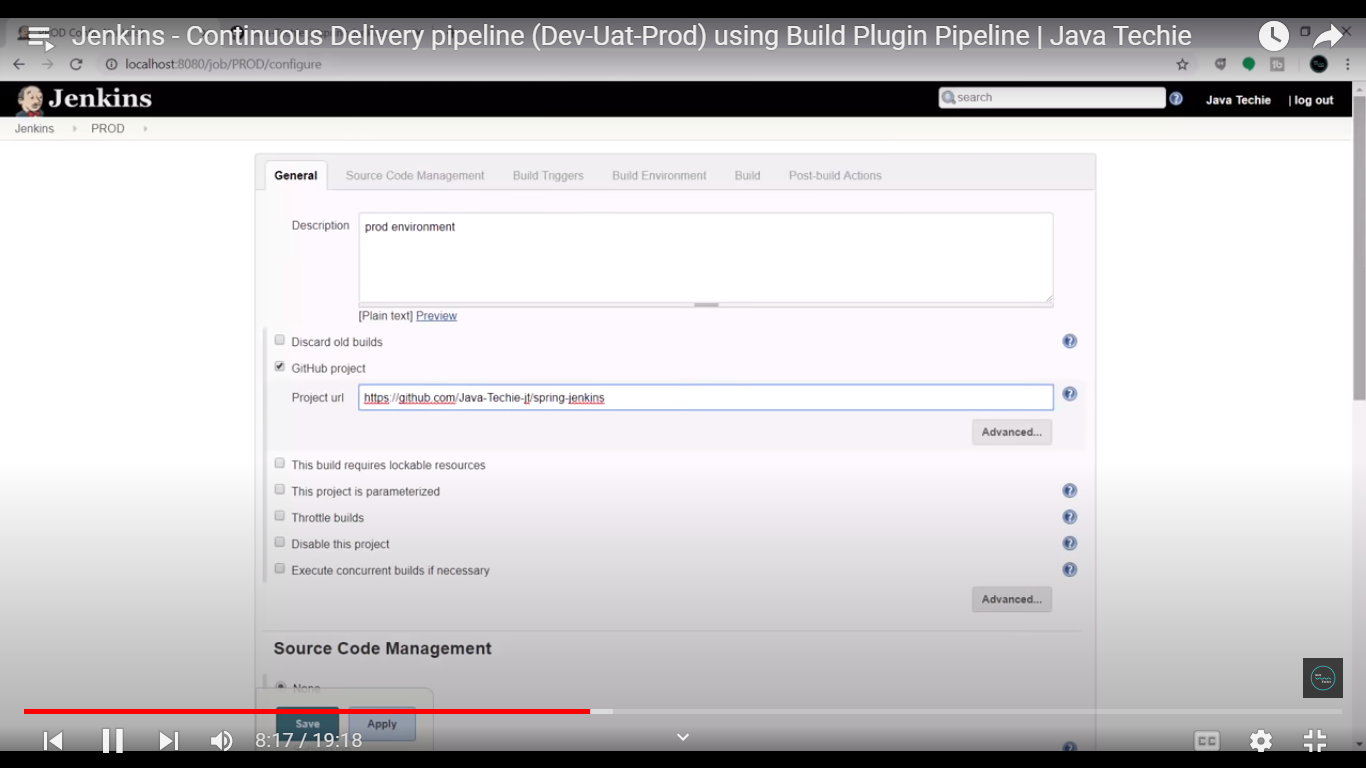 Jenkins - Continuous Delivery pipeline (Dev-Uat-Prod) using Build Plugin Pipeline | Java Techie
localhost:8080/job/PROD/configure
Jenkins
search
Java Techie
| log out
Jenkins
PROD
General
Source Code Management
Build Triggers
Build Environment
Build
Post-build Actions
Description
prod environment
[Plain text] Preview
Discard old builds
GitHub project
Project url
https://github.com/Java-Techie-jt/spring-jenkins
Advanced...
This build requires lockable resources
This project is parameterized
Throttle builds
Disable this project
Execute concurrent builds if necessary
Advanced...
Source Code Management
None
Save
Apply
8:17 / 19:18
CC